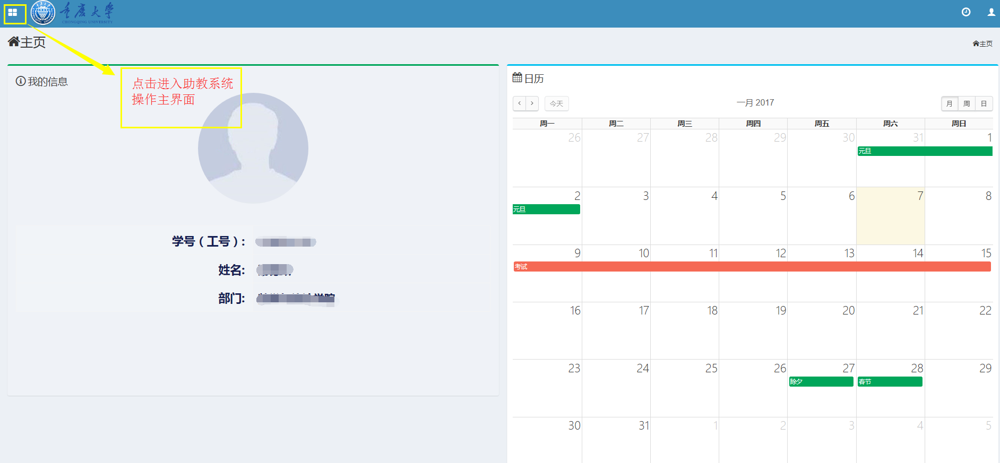 重庆大学
CHONGQING UNIVERSITY
主页
主页
我的信息
点击进入助教系统
操作主界面
学号（工号）:
姓名:
部门:
日历
今天
一月 2017
月 周 日
周一 周二 周三 周四 周五 周六 周日
26 27 28 29 30 31 1
元旦
2 3 4 5 6 7 8
元旦
9 10 11 12 13 14 15
考试
16 17 18 19 20 21 22
23 24 25 26 27 28 29
除夕 春节
30 31 1 2 3 4 5